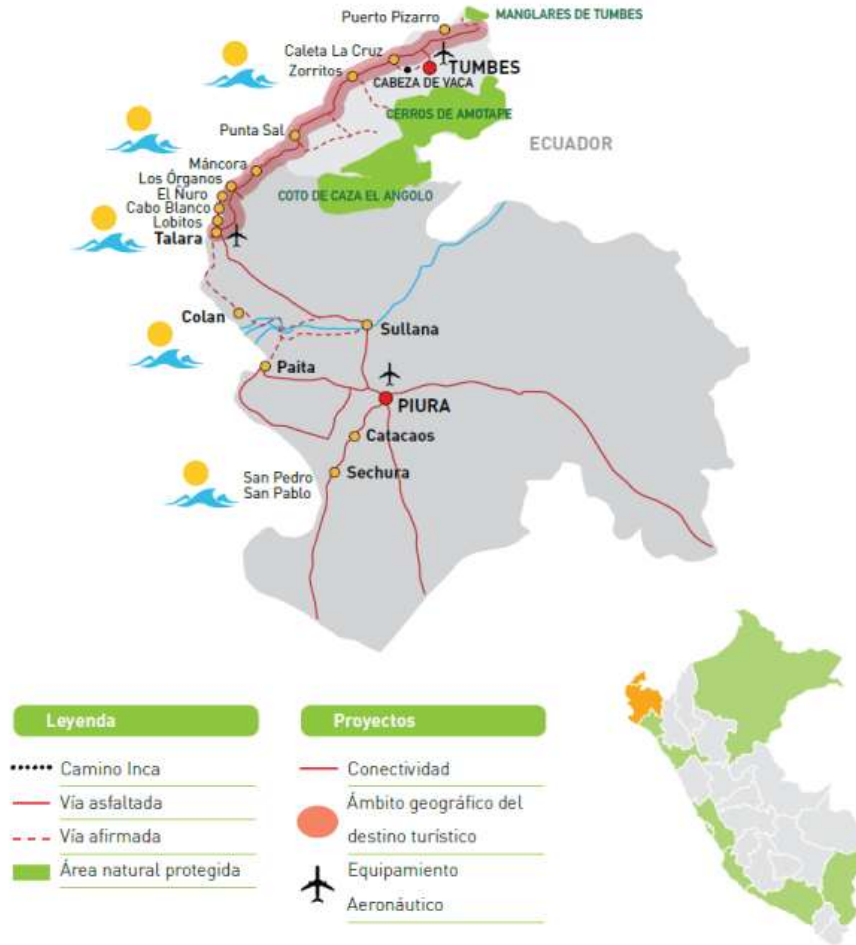 Puerto Pizarro
MANGLARES DE TUMBES
Caleta La Cruz
Zorritos
TUMBES
CABEZA DE VACA
CERROS DE AMOTAPE
Punta Sal
ECUADOR
Máncora
Los Órganos
El Ñuro
COTO DE CAZA EL ANGOLO
Cabo Blanco
Lobitos
Talara
Colan
Sullana
Paita
PIURA
Catacaos
San Pedro
San Pablo
Sechura
Leyenda
Camino Inca
Vía asfaltada
Vía afirmada
Área natural protegida
Proyectos
Conectividad
Ámbito geográfico del
destino turístico
Equipamiento
Aeronáutico